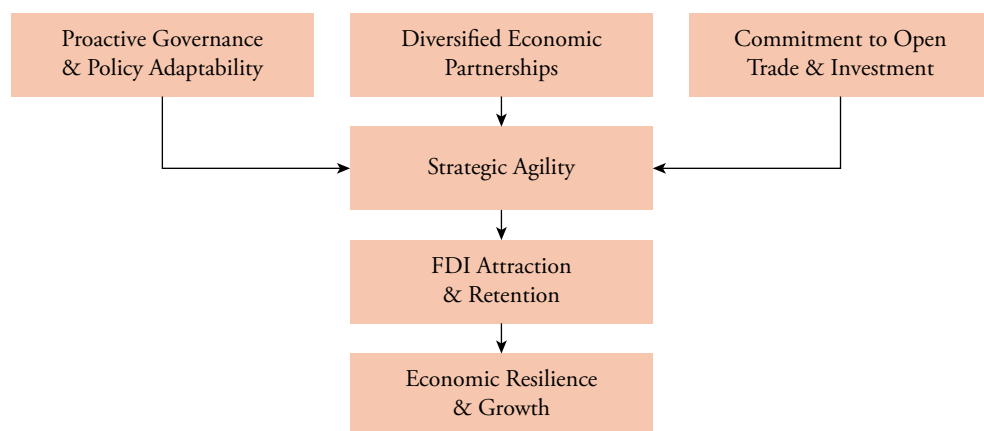 Proactive Governance
& Policy Adaptability
Diversified Economic
Partnerships
Commitment to Open
Trade & Investment
Strategic Agility
FDI Attraction
& Retention
Economic Resilience
& Growth